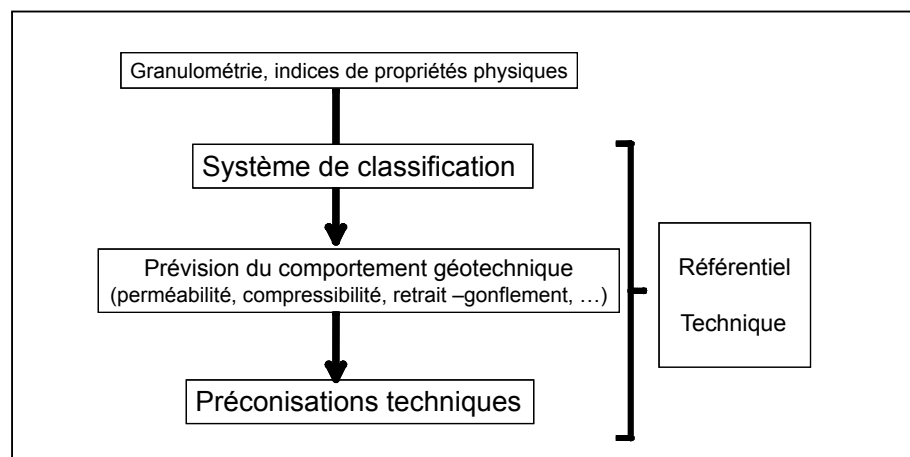 Granulométrie, indices de propriétés physiques
Système de classification
Prévision du comportement géotechnique
(perméabilité, compressibilité, retrait –gonflement, …)
Préconisations techniques
Référentiel
Technique